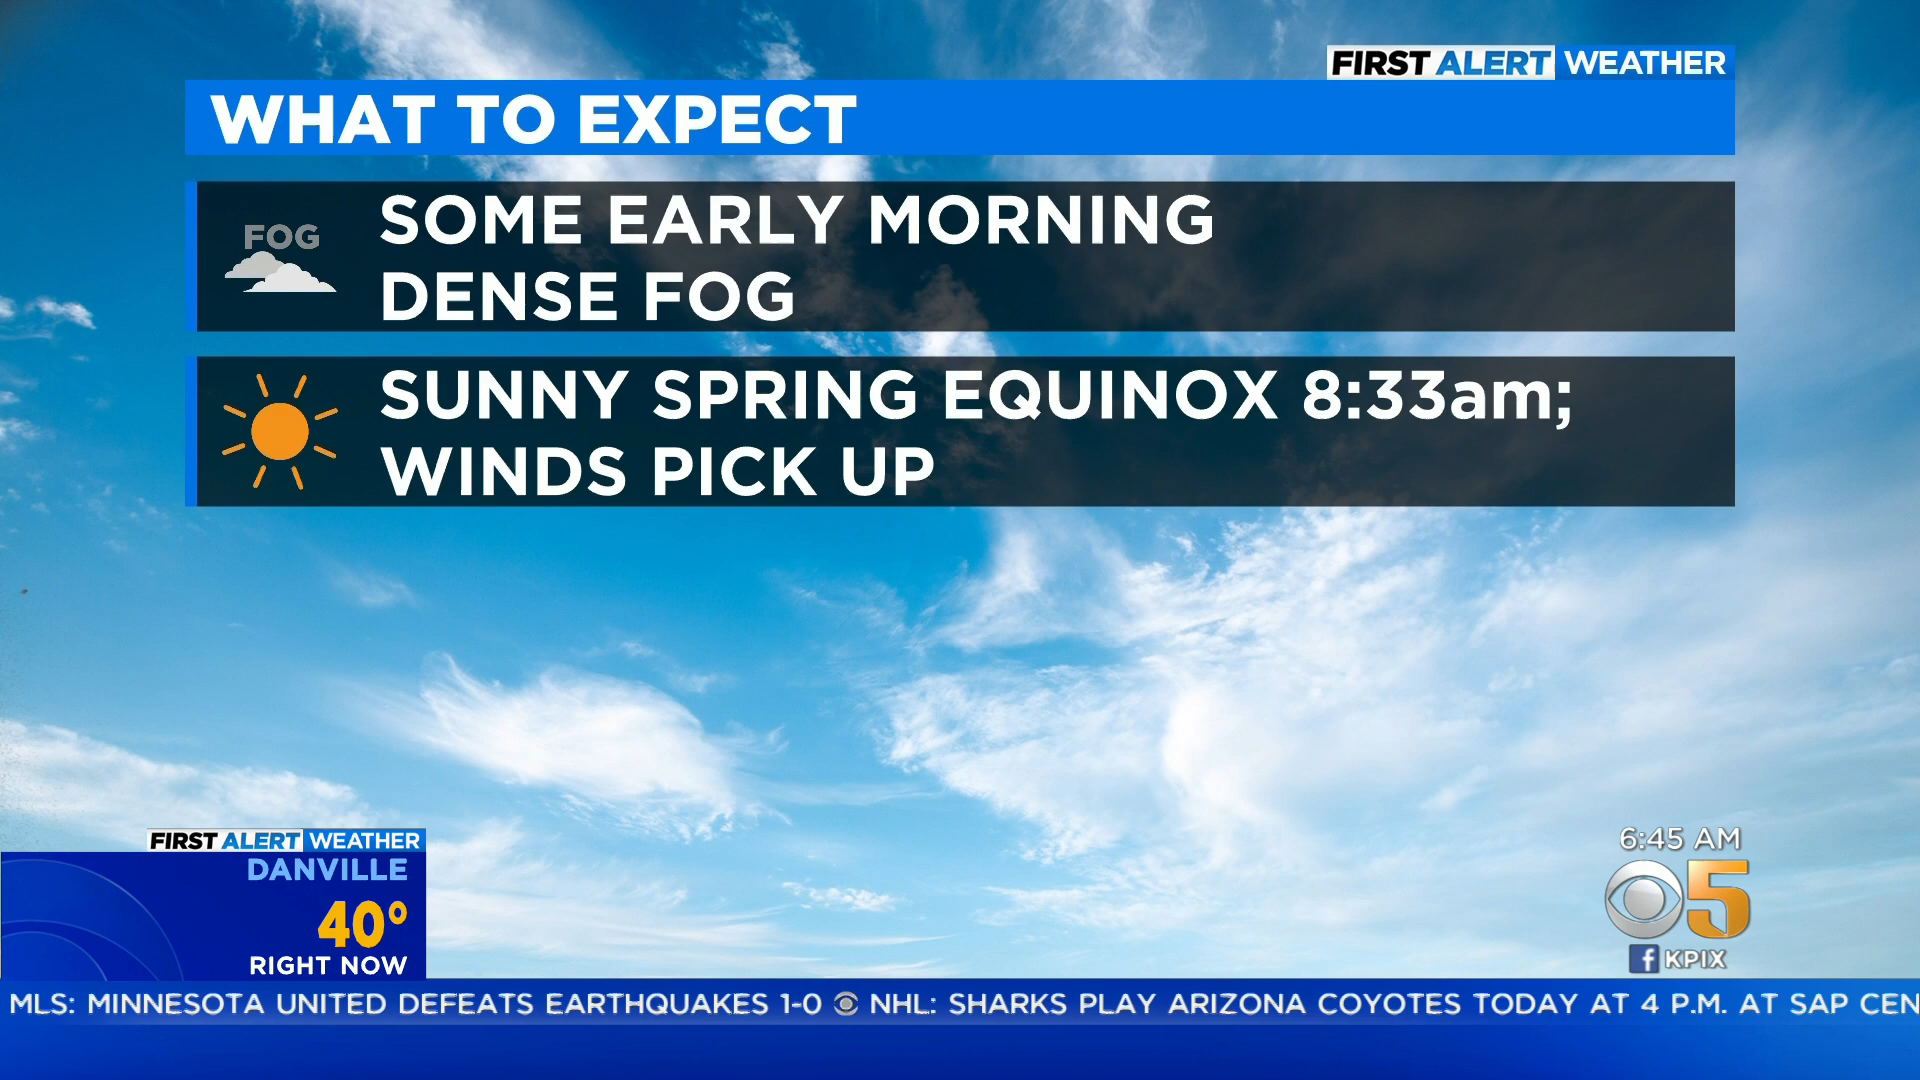 FIRST ALERT WEATHER
WHAT TO EXPECT
FOG
SOME EARLY MORNING
DENSE FOG
SUNNY SPRING EQUINOX 8:33am;
WINDS PICK UP
FIRST ALERT WEATHER
DANVILLE
40°
RIGHT NOW
6:45 AM
5
f KPIX
MLS: MINNESOTA UNITED DEFEATS EARTHQUAKES 1-0 NHL: SHARKS PLAY ARIZONA COYOTES TODAY AT 4 P.M. AT SAP CEN